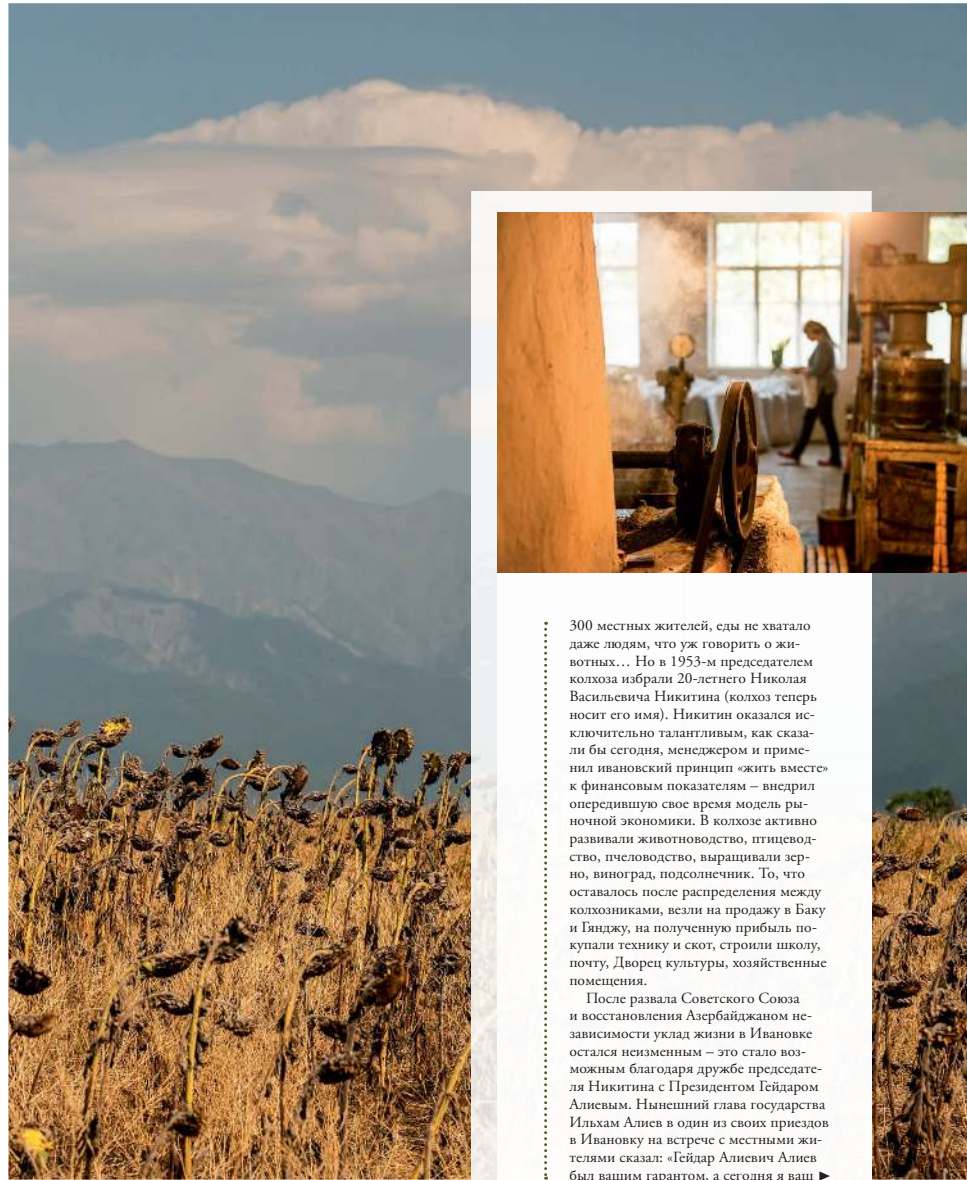 300 местных жителей, еды не хватало
даже людям, что уж говорить о жи-
вотных… Но в 1953-м председателем
колхоза избрали 20-летнего Николая
Васильевича Никитина (колхоз теперь
носит его имя). Никитин оказался ис-
ключительно талантливым, как сказа-
ли бы сегодня, менеджером и приме-
нил ивановский принцип «жить вместе»
к финансовым показателям – внедрил
опередившую свое время модель ры-
ночной экономики. В колхозе активно
развивали животноводство, птицевод-
ство, пчеловодство, выращивали зер-
но, виноград, подсолнечник. То, что
оставалось после распределения между
колхозниками, везли на продажу в Баку
и Гянджу, на полученную прибыль по-
купали технику и скот, строили школу,
почту, Дворец культуры, хозяйственные
помещения.
После развала Советского Союза
и восстановления Азербайджаном не-
зависимости уклад жизни в Ивановке
остался неизменным – это стало воз-
можным благодаря дружбе председате-
ля Никитина с Президентом Гейдаром
Алиевым. Нынешний глава государства
Ильхам Алиев в один из своих приездов
в Ивановку на встрече с местными жи-
телями сказал: «Гейдар Алиевич Алиев
был вашим гарантом, а сегодня я ваш ►